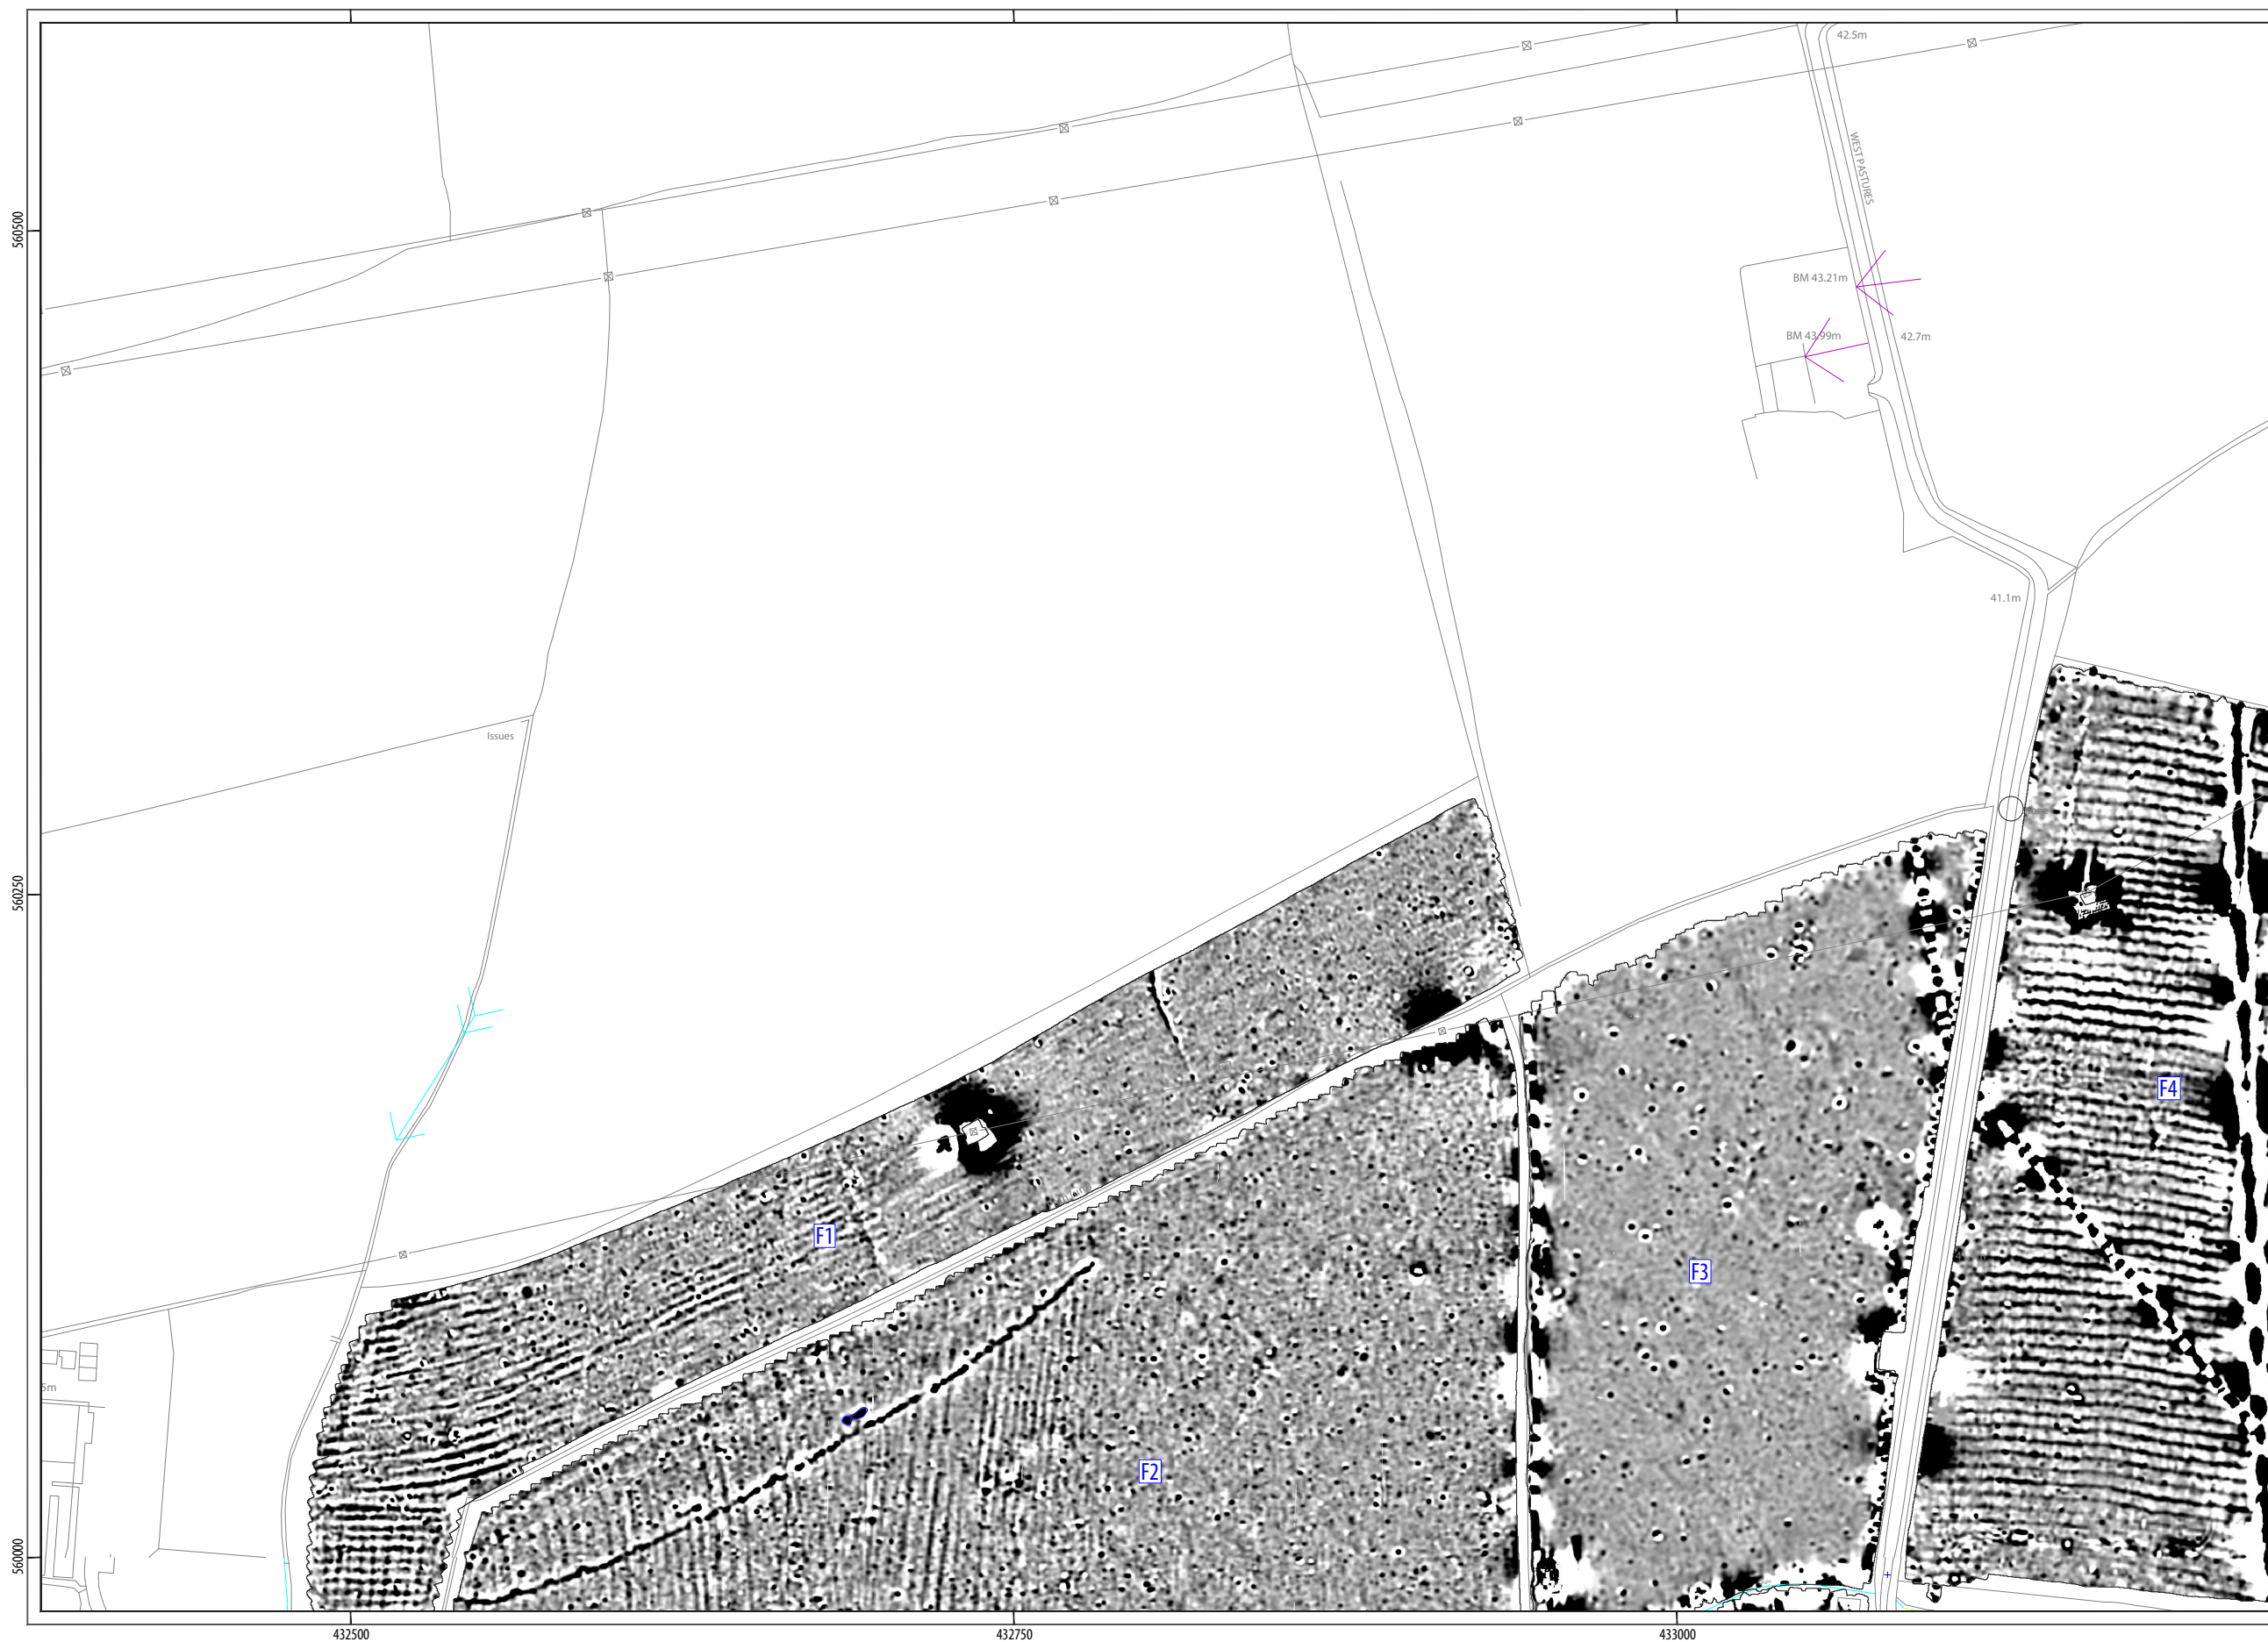 42.5m
WEST PASTURES
560500
BM 43.21m
BM 43.99m
42.7m
41.1m
Issues
560250
F4
F1
F3
5m
F2
560000
432500
432750
433000